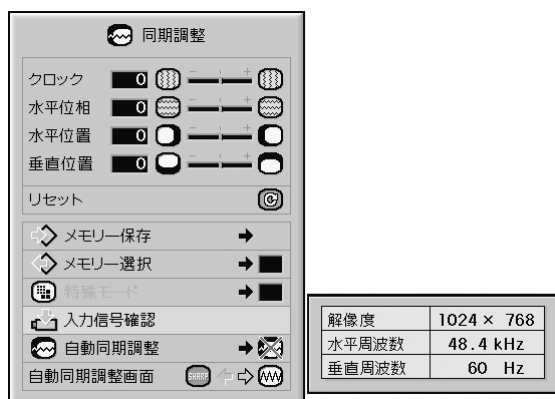 同期調整
クロック 0 - +
水平位相 0 - +
水平位置 0 - +
垂直位置 0 - +
リセット
メモリー保存
メモリー選択
特殊モード
入力信号確認
自動同期調整
自動同期調整画面 SHARP
解像度 1024 × 768
水平周波数 48.4 kHz
垂直周波数 60 Hz